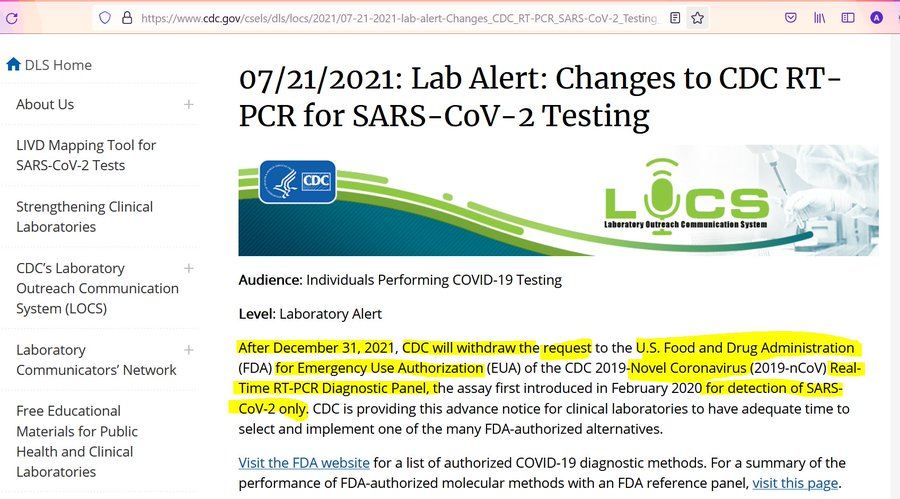 https://www.cdc.gov/csels/dls/locs/2021/07-21-2021-lab-alert-Changes_CDC_RT-PCR_SARS-CoV-2_Testing_
A
DLS Home
About Us
LIVD Mapping Tool for
SARS-CoV-2 Tests
Strengthening Clinical
Laboratories
CDC's Laboratory
Outreach Communication
System (LOCS)
Laboratory
Communicators' Network
Free Educational
Materials for Public
Health and Clinical
Laboratories
07/21/2021: Lab Alert: Changes to CDC RT-
PCR for SARS-CoV-2 Testing
CDC
LOCS
Laboratory Outreach Communication System
Audience: Individuals Performing COVID-19 Testing
Level: Laboratory Alert
After December 31, 2021, CDC will withdraw the request to the U.S. Food and Drug Administration
(FDA) for Emergency Use Authorization (EUA) of the CDC 2019-Novel Coronavirus (2019-nCoV) Real-
Time RT-PCR Diagnostic Panel, the assay first introduced in February 2020 for detection of SARS-
CoV-2 only. CDC is providing this advance notice for clinical laboratories to have adequate time to
select and implement one of the many FDA-authorized alternatives.
Visit the FDA website for a list of authorized COVID-19 diagnostic methods. For a summary of the
performance of FDA-authorized molecular methods with an FDA reference panel, visit this page.